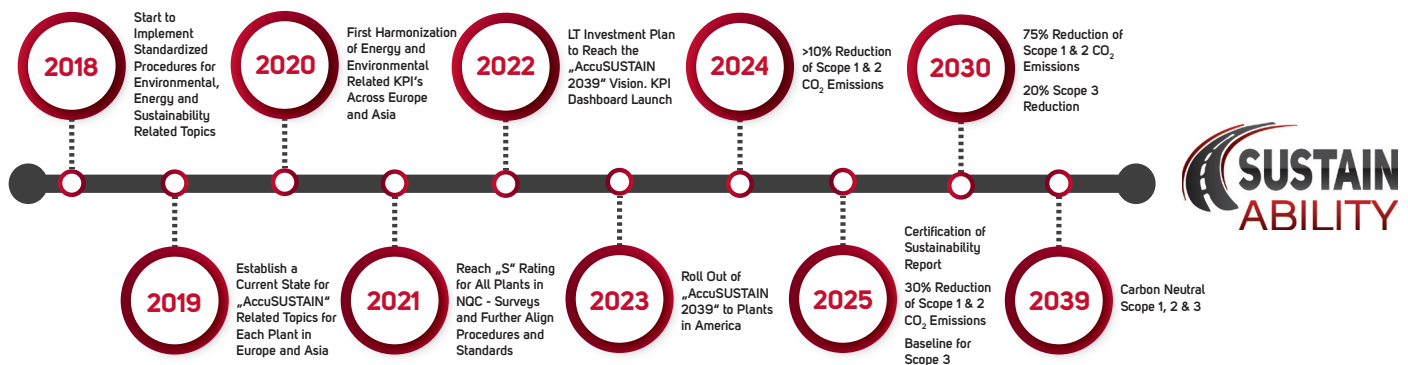 2018
Start to
Implement
Standardized
Procedures for
Environmental,
Energy and
Sustainability
Related Topics
2019
Establish a
Current State for
„AccuSUSTAIN“
Related Topics for
Each Plant in
Europe and Asia
2020
First Harmonization
of Energy and
Environmental
Related KPI's
Across Europe
and Asia
2021
Reach „S“ Rating
for All Plants in
NQC - Surveys
and Further Align
Procedures and
Standards
2022
LT Investment Plan
to Reach the
„AccuSUSTAIN
2039“ Vision. KPI
Dashboard Launch
2023
Roll Out of
„AccuSUSTAIN
2039“ to Plants
in America
2024
>10% Reduction
of Scope 1 & 2
CO₂ Emissions
2025
Certification of
Sustainability
Report
30% Reduction
of Scope 1 & 2
CO₂ Emissions
Baseline for
Scope 3
2030
75% Reduction of
Scope 1 & 2 CO₂
Emissions
20% Scope 3
Reduction
2039
Carbon Neutral
Scope 1, 2 & 3
SUSTAIN
ABILITY